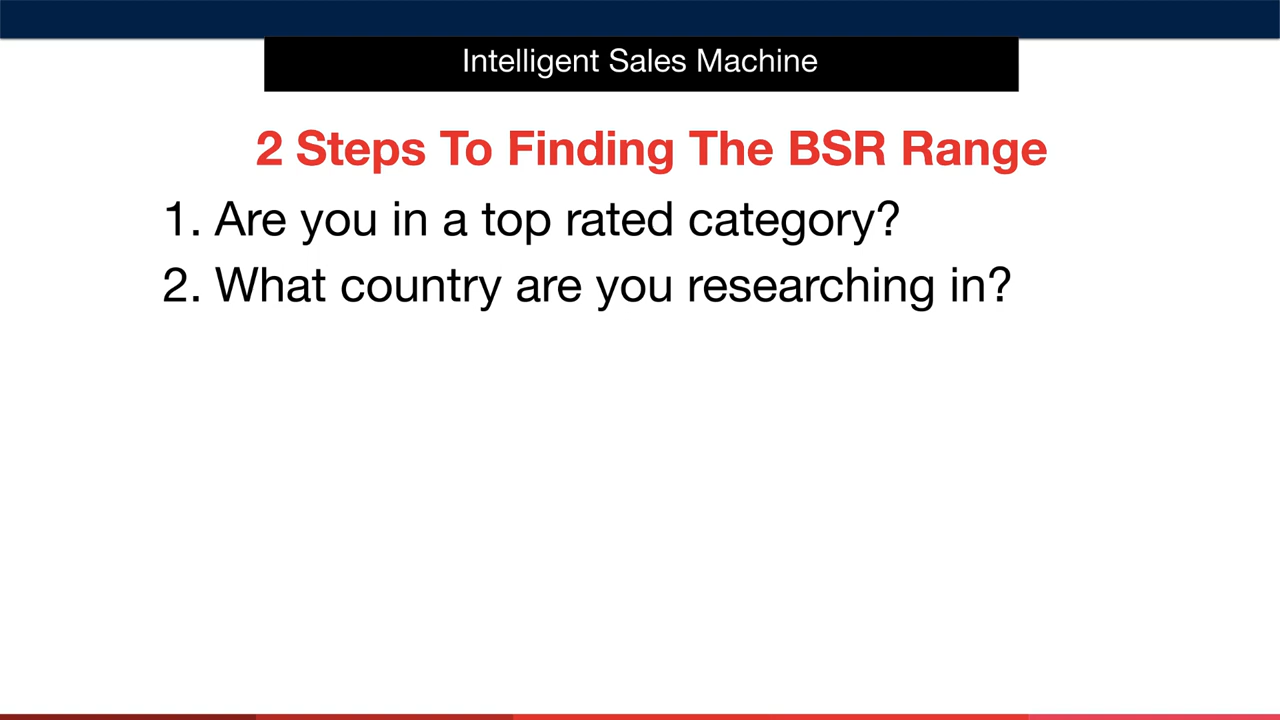 Intelligent Sales Machine
2 Steps To Finding The BSR Range
1. Are you in a top rated category?
2. What country are you researching in?